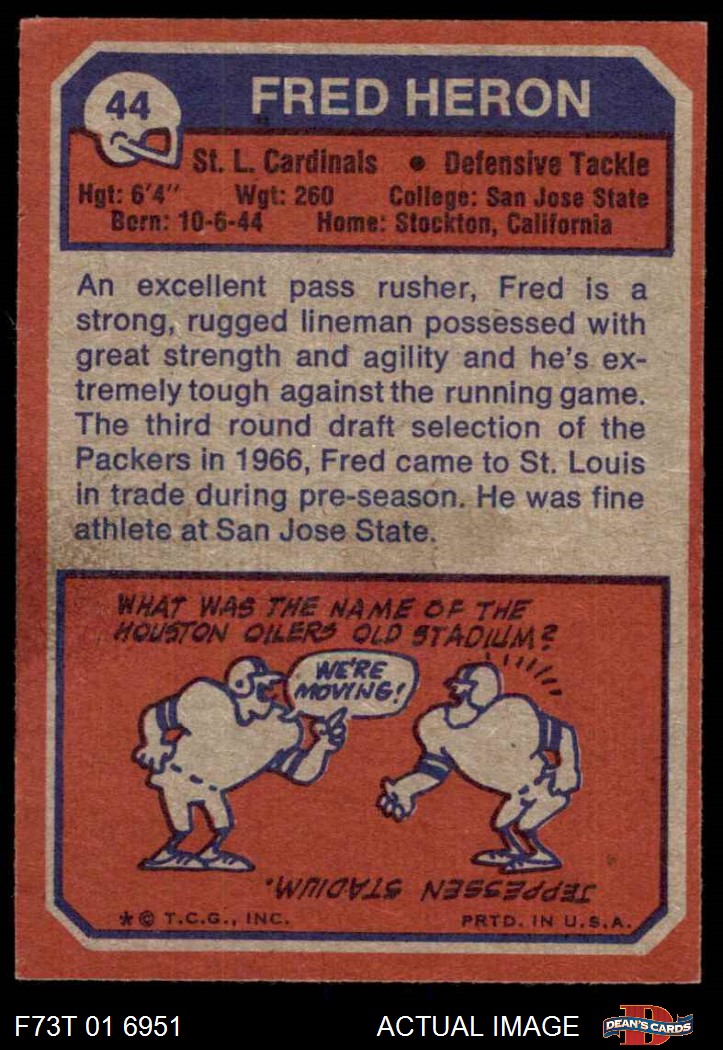 44
FRED HERON
St. L. Cardinals • Defensive Tackle
Hgt: 6'4" Wgt: 260 College: San Jose State
Born: 10-6-44 Home: Stockton, California
An excellent pass rusher, Fred is a
strong, rugged lineman possessed with
great strength and agility and he's ex-
tremely tough against the running game.
The third round draft selection of the
Packers in 1966, Fred came to St. Louis
in trade during pre-season. He was fine
athlete at San Jose State.
WHAT WAS THE NAME OF THE
HOUSTON OILERS OLD STADIUM?
WE'RE
MOVING!
JEPPESSEN
STADIUM.
* © T.C.G., INC. PRTD. IN U.S.A.
F73T 01 6951 ACTUAL IMAGE
D
DEAN'S CARDS